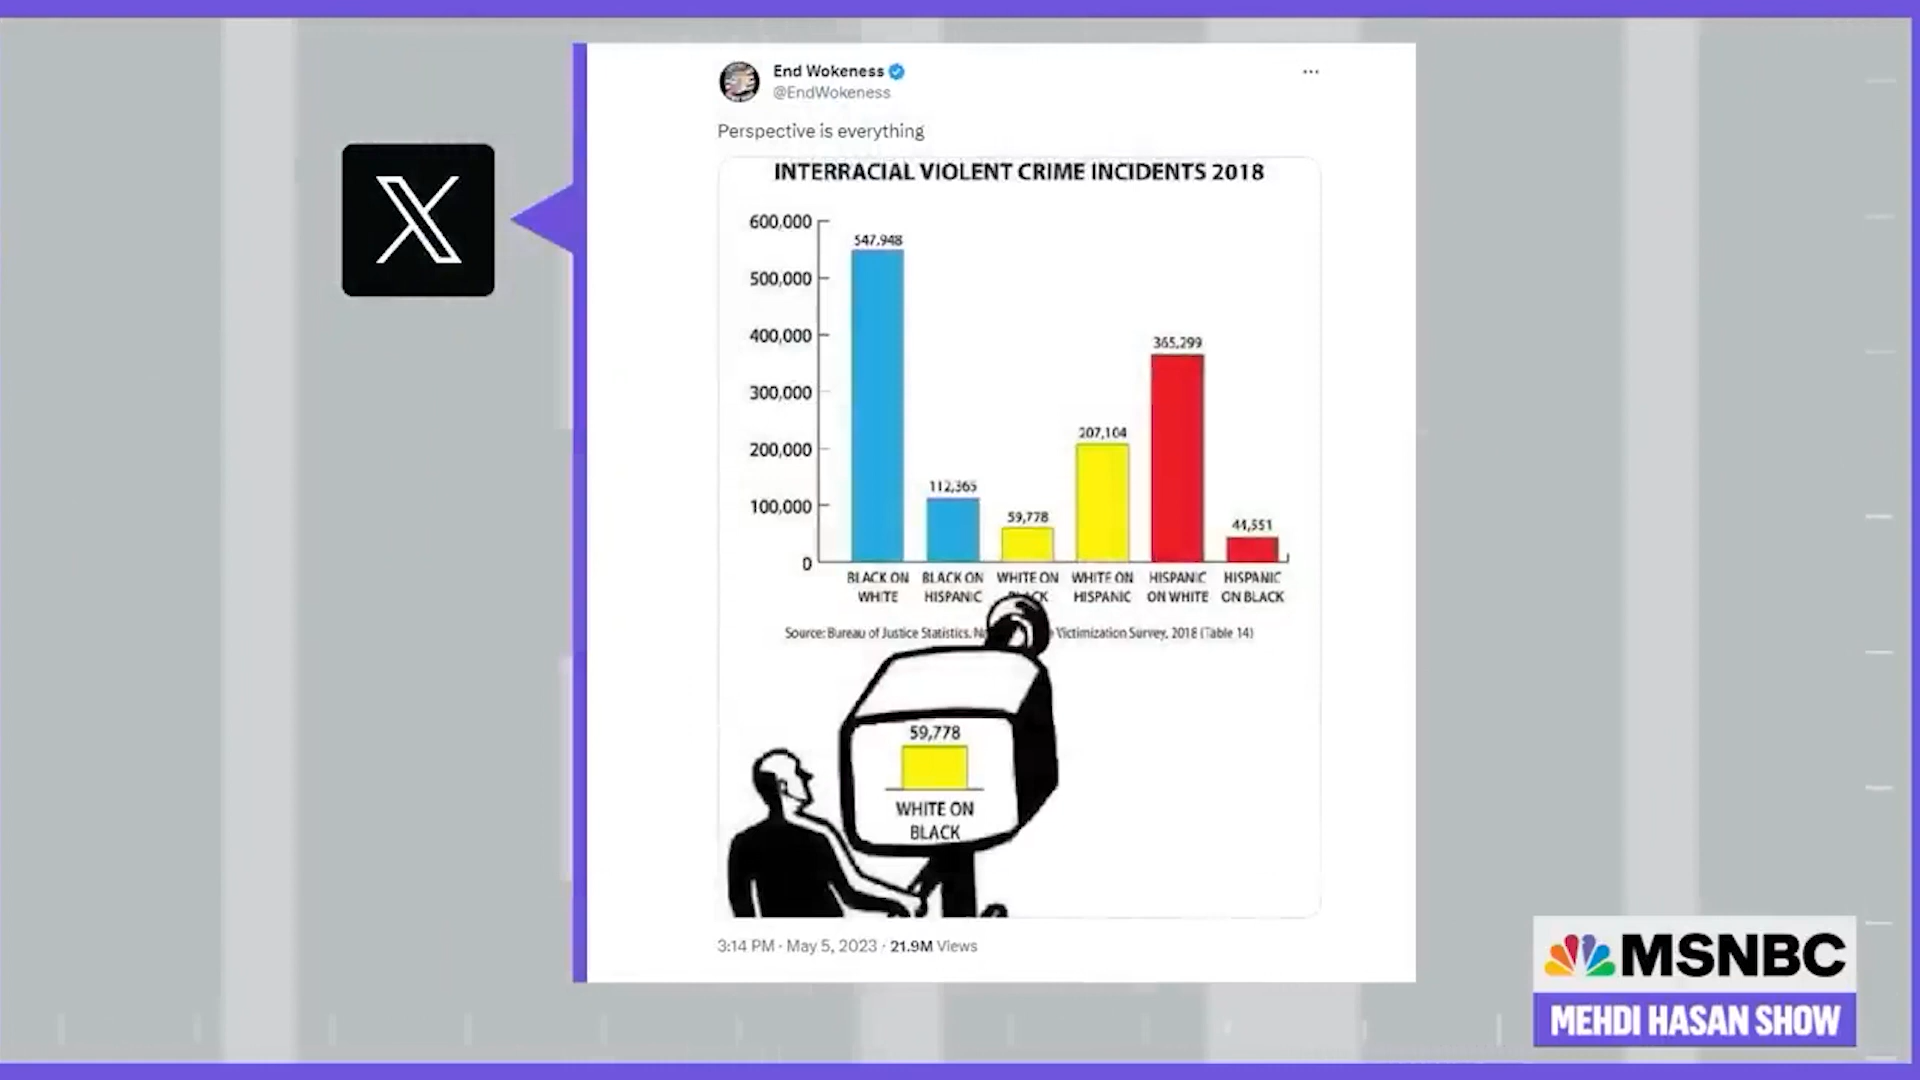 End Wokeness
@EndWokeness
Perspective is everything
INTERRACIAL VIOLENT CRIME INCIDENTS 2018
600,000
500,000
400,000
300,000
200,000
100,000
0
547,948
112,365
59,778
207,104
365,299
44,551
BLACK ON WHITE
BLACK ON HISPANIC
WHITE ON
WHITE ON HISPANIC
HISPANIC ON WHITE
HISPANIC ON BLACK
Source: Bureau of Justice Statistics, Victimization Survey, 2018 (Table 14)
59,778
WHITE ON
BLACK
3:14 PM · May 5, 2023 · 21.9M Views
MSNBC
MEHDI HASAN SHOW